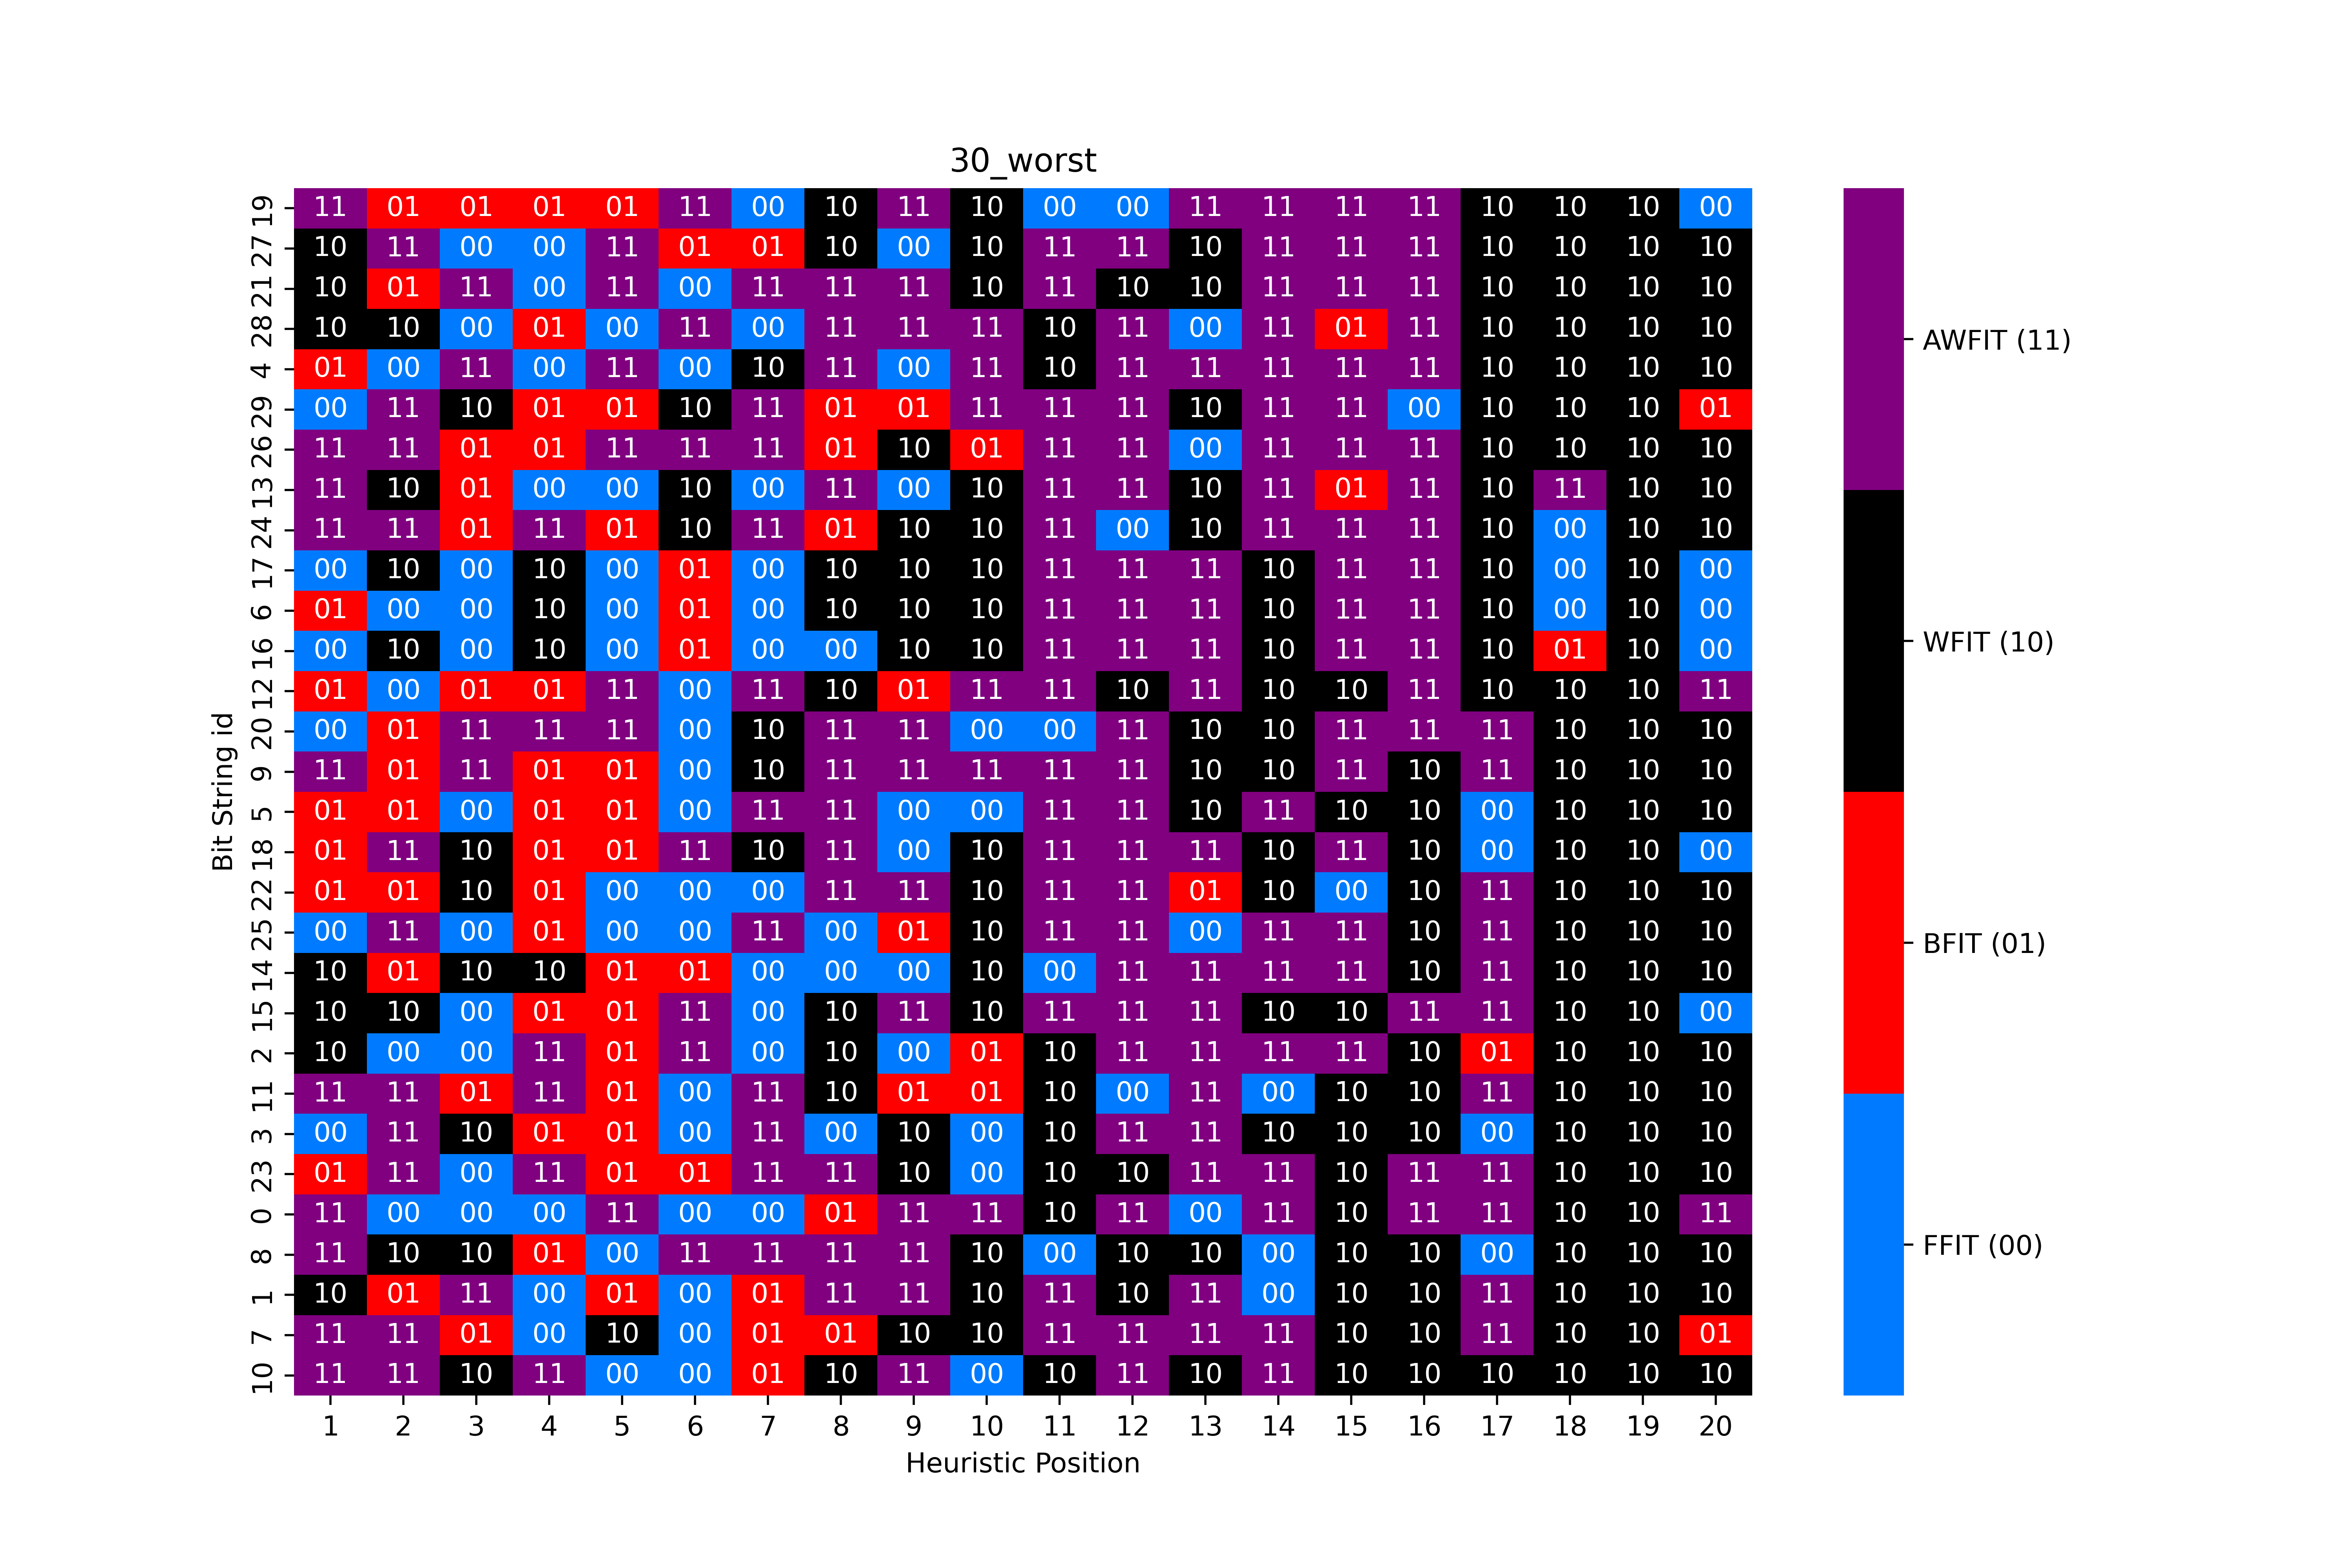 30_worst
19 11 01 01 01 01 11 00 10 11 10 00 00 11 11 11 11 10 10 10 00
27 10 11 00 00 11 01 01 10 00 10 11 11 10 11 11 11 10 10 10 10
21 10 01 11 00 11 00 11 11 11 10 11 10 10 11 11 11 10 10 10 10
28 10 10 00 01 00 11 00 11 11 11 10 11 00 11 01 11 10 10 10 10
4 01 00 11 00 11 00 10 11 00 11 10 11 11 11 11 11 10 10 10 10
29 00 11 10 01 01 10 11 01 01 11 11 11 10 11 11 00 10 10 10 01
26 11 11 01 01 11 11 11 01 10 01 11 11 00 11 11 11 10 10 10 10
13 11 10 01 00 00 10 00 11 00 10 11 11 10 11 01 11 10 11 10 10
24 11 11 01 11 01 10 11 01 10 10 11 00 10 11 11 11 10 00 10 10
17 00 10 00 10 00 01 00 10 10 10 11 11 11 10 11 11 10 00 10 00
6 01 00 00 10 00 01 00 10 10 10 11 11 11 10 11 11 10 00 10 00
16 00 10 00 10 00 01 00 00 10 10 11 11 11 10 11 11 10 01 10 00
12 01 00 01 01 11 00 11 10 01 11 11 10 11 10 10 11 10 10 10 11
20 00 01 11 11 11 00 10 11 11 00 00 11 10 10 11 11 11 10 10 10
9 11 01 11 01 01 00 10 11 11 11 11 11 10 10 11 10 11 10 10 10
5 01 01 00 01 01 00 11 11 00 00 11 11 10 11 10 10 00 10 10 10
18 01 11 10 01 01 11 10 11 00 10 11 11 11 10 11 10 00 10 10 00
22 01 01 10 01 00 00 00 11 11 10 11 11 01 10 00 10 11 10 10 10
25 00 11 00 01 00 00 11 00 01 10 11 11 00 11 11 10 11 10 10 10
14 10 01 10 10 01 01 00 00 00 10 00 11 11 11 11 10 11 10 10 10
15 10 10 00 01 01 11 00 10 11 10 11 11 11 10 10 11 11 10 10 00
2 10 00 00 11 01 11 00 10 00 01 10 11 11 11 11 10 01 10 10 10
11 11 11 01 11 01 00 11 10 01 01 10 00 11 00 10 10 11 10 10 10
3 00 11 10 01 01 00 11 00 10 00 10 11 11 10 10 10 00 10 10 10
23 01 11 00 11 01 01 11 11 10 00 10 10 11 11 10 11 11 10 10 10
0 11 00 00 00 11 00 00 01 11 11 10 11 00 11 10 11 11 10 10 11
8 11 10 10 01 00 11 11 11 11 10 00 10 10 00 10 10 00 10 10 10
1 10 01 11 00 01 00 01 11 11 10 11 10 11 00 10 10 11 10 10 10
7 11 11 01 00 10 00 01 01 10 10 11 11 11 11 10 10 11 10 10 01
10 11 11 10 11 00 00 01 10 11 00 10 11 10 11 10 10 10 10 10 10
1 2 3 4 5 6 7 8 9 10 11 12 13 14 15 16 17 18 19 20
Heuristic Position
Bit String id
AWFIT (11)
WFIT (10)
BFIT (01)
FFIT (00)